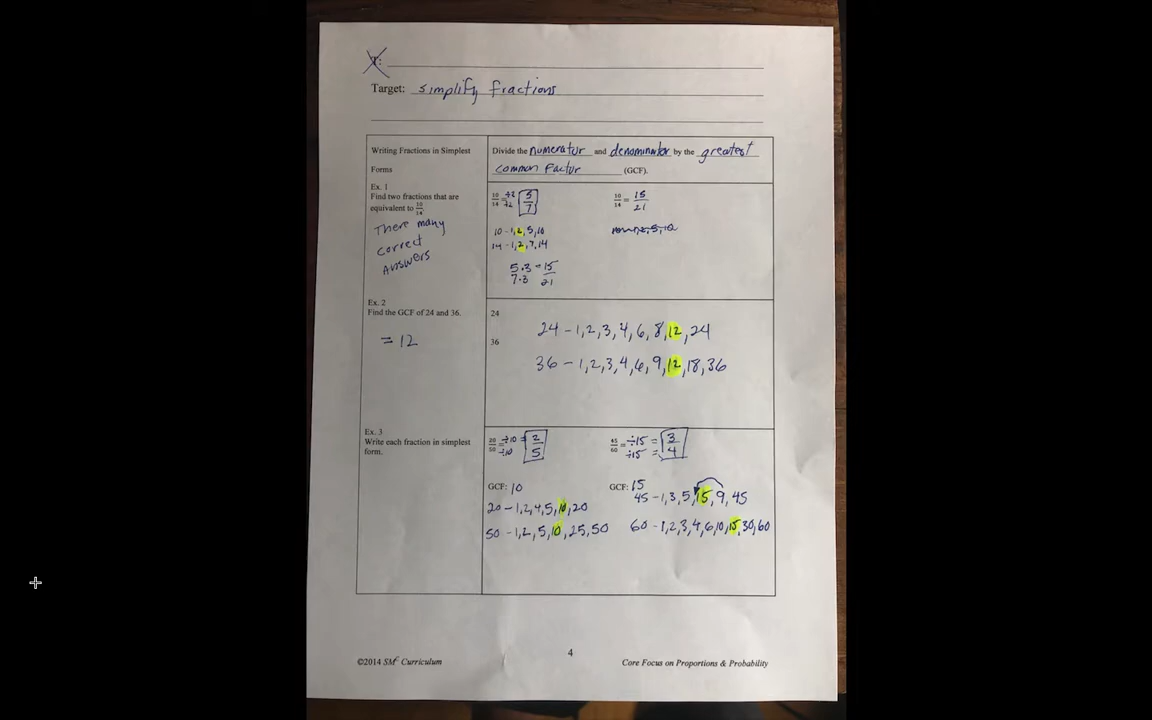 T:
Target: simplify fractions
Writing Fractions in Simplest
Forms
Divide the numerator and denominator by the greatest
common factor (GCF).
Ex. 1
Find two fractions that are
equivalent to 10/14.
There many
correct
answers
10/14 ÷2/÷2 = 5/7
10/14 = 15/21
10 - 1, 2, 5, 10
14 - 1, 2, 7, 14
5·3 = 15
7·3 21
Ex. 2
Find the GCF of 24 and 36.
= 12
24
24 - 1, 2, 3, 4, 6, 8, 12, 24
36
36 - 1, 2, 3, 4, 6, 9, 12, 18, 36
Ex. 3
Write each fraction in simplest
form.
20/50 = ÷10/÷10 = 2/5
45/60 = ÷15/÷15 = 3/4
GCF: 10
20 - 1, 2, 4, 5, 10, 20
50 - 1, 2, 5, 10, 25, 50
GCF: 15
45 - 1, 3, 5, 15, 9, 45
60 - 1, 2, 3, 4, 6, 10, 15, 30, 60
4
©2014 SM² Curriculum
Core Focus on Proportions & Probability